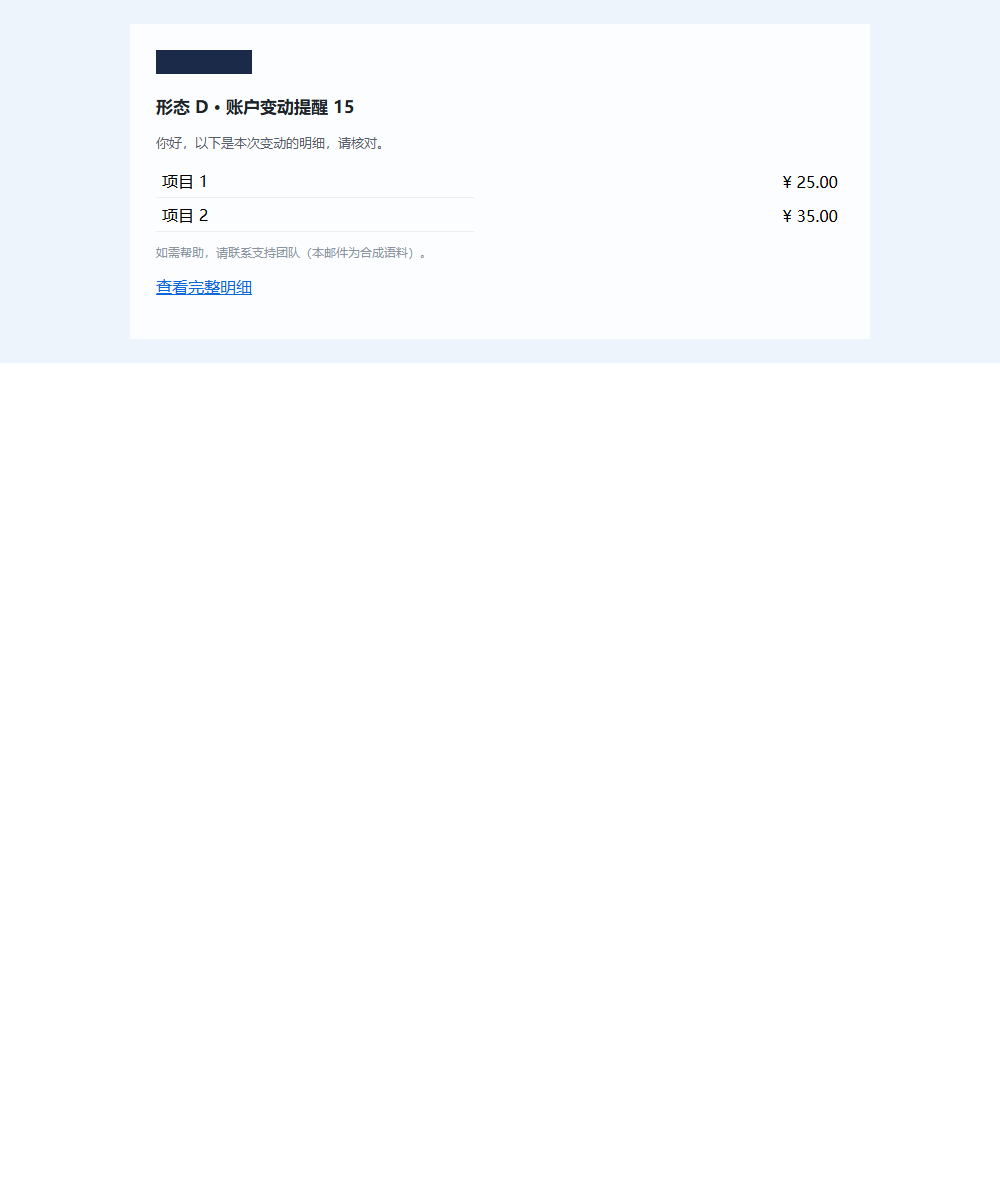 形态 D · 账户变动提醒 15
你好，以下是本次变动的明细，请核对。
项目 1 ¥ 25.00
项目 2 ¥ 35.00
如需帮助，请联系支持团队（本邮件为合成语料）。
查看完整明细